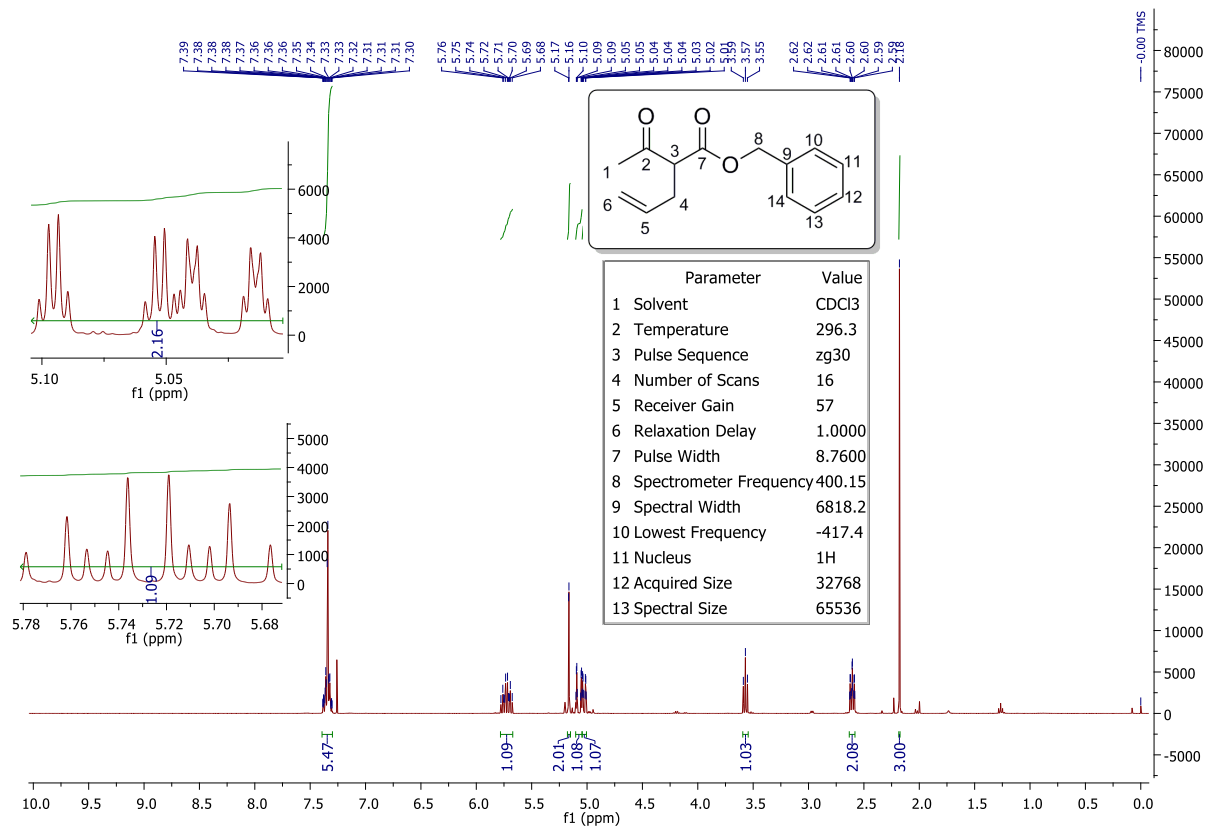 7.39 7.38 7.38 7.38 7.37 7.36 7.36 7.36 7.35 7.34 7.33 7.33 7.32 7.31 7.31 7.31 7.30 5.76 5.75 5.74 5.72 5.71 5.70 5.69 5.68 5.17 5.16 5.10 5.09 5.09 5.05 5.05 5.04 5.04 5.04 5.03 5.02 5.01 3.59 3.57 3.55 2.62 2.62 2.61 2.61 2.60 2.60 2.59 2.59 2.18 -0.00 TMS
O O
1 2 3 7 O 8 9 10 11 12 13 14
6 5 4
6000
4000
2000
0
2.16
5.10 5.05
f1 (ppm)
5000
4000
3000
2000
1000
0
1.09
5.78 5.76 5.74 5.72 5.70 5.68
f1 (ppm)
Parameter Value
1 Solvent CDCl3
2 Temperature 296.3
3 Pulse Sequence zg30
4 Number of Scans 16
5 Receiver Gain 57
6 Relaxation Delay 1.0000
7 Pulse Width 8.7600
8 Spectrometer Frequency 400.15
9 Spectral Width 6818.2
10 Lowest Frequency -417.4
11 Nucleus 1H
12 Acquired Size 32768
13 Spectral Size 65536
80000
75000
70000
65000
60000
55000
50000
45000
40000
35000
30000
25000
20000
15000
10000
5000
0
-5000
5.47 1.09 2.01 1.08 1.07 1.03 2.08 3.00
10.0 9.5 9.0 8.5 8.0 7.5 7.0 6.5 6.0 5.5 5.0 4.5 4.0 3.5 3.0 2.5 2.0 1.5 1.0 0.5 0.0
f1 (ppm)